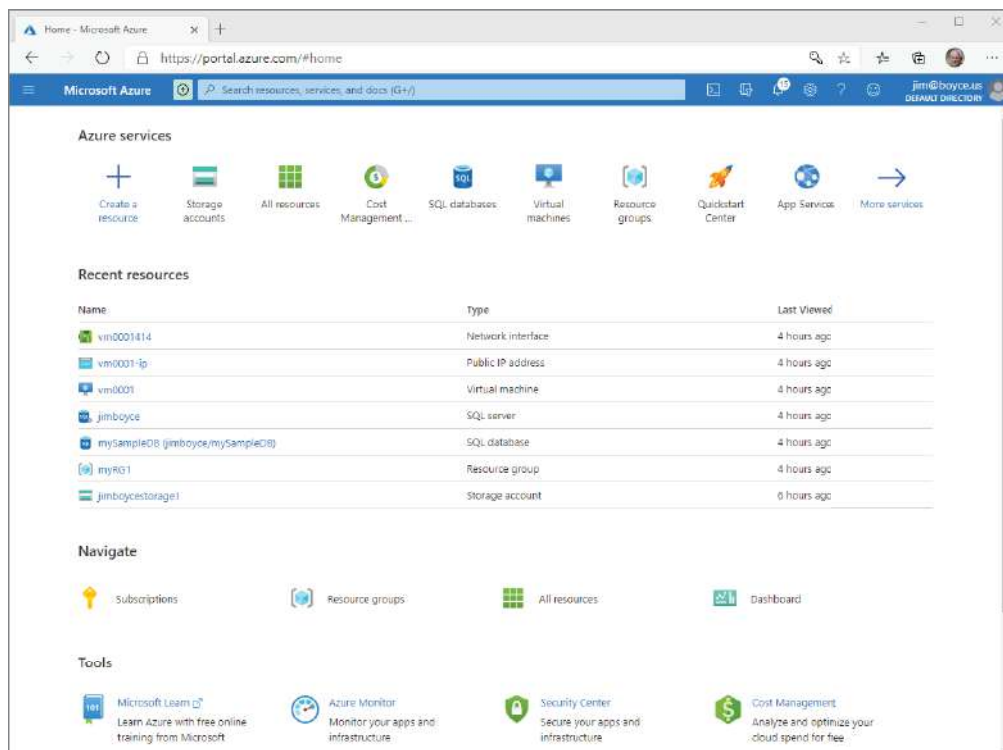 Home - Microsoft Azure
https://portal.azure.com/#home
Microsoft Azure
Search resources, services, and docs (G+/)
15
jim@boyce.us
DEFAULT DIRECTORY
Azure services
Create a resource
Storage accounts
All resources
Cost Management ...
SQL
SQL databases
Virtual machines
Resource groups
Quickstart Center
App Services
More services
Recent resources
Name Type Last Viewed
vm0001414 Network interface 4 hours ago
vm0001-ip Public IP address 4 hours ago
vm0001 Virtual machine 4 hours ago
jimboyce SQL server 4 hours ago
mySampleDB (jimboyce/mySampleDB) SQL database 4 hours ago
myRG1 Resource group 4 hours ago
jimboycestorage1 Storage account 6 hours ago
Navigate
Subscriptions Resource groups All resources Dashboard
Tools
101
Microsoft Learn
Learn Azure with free online
training from Microsoft
Azure Monitor
Monitor your apps and
infrastructure
Security Center
Secure your apps and
infrastructure
Cost Management
Analyze and optimize your
cloud spend for free